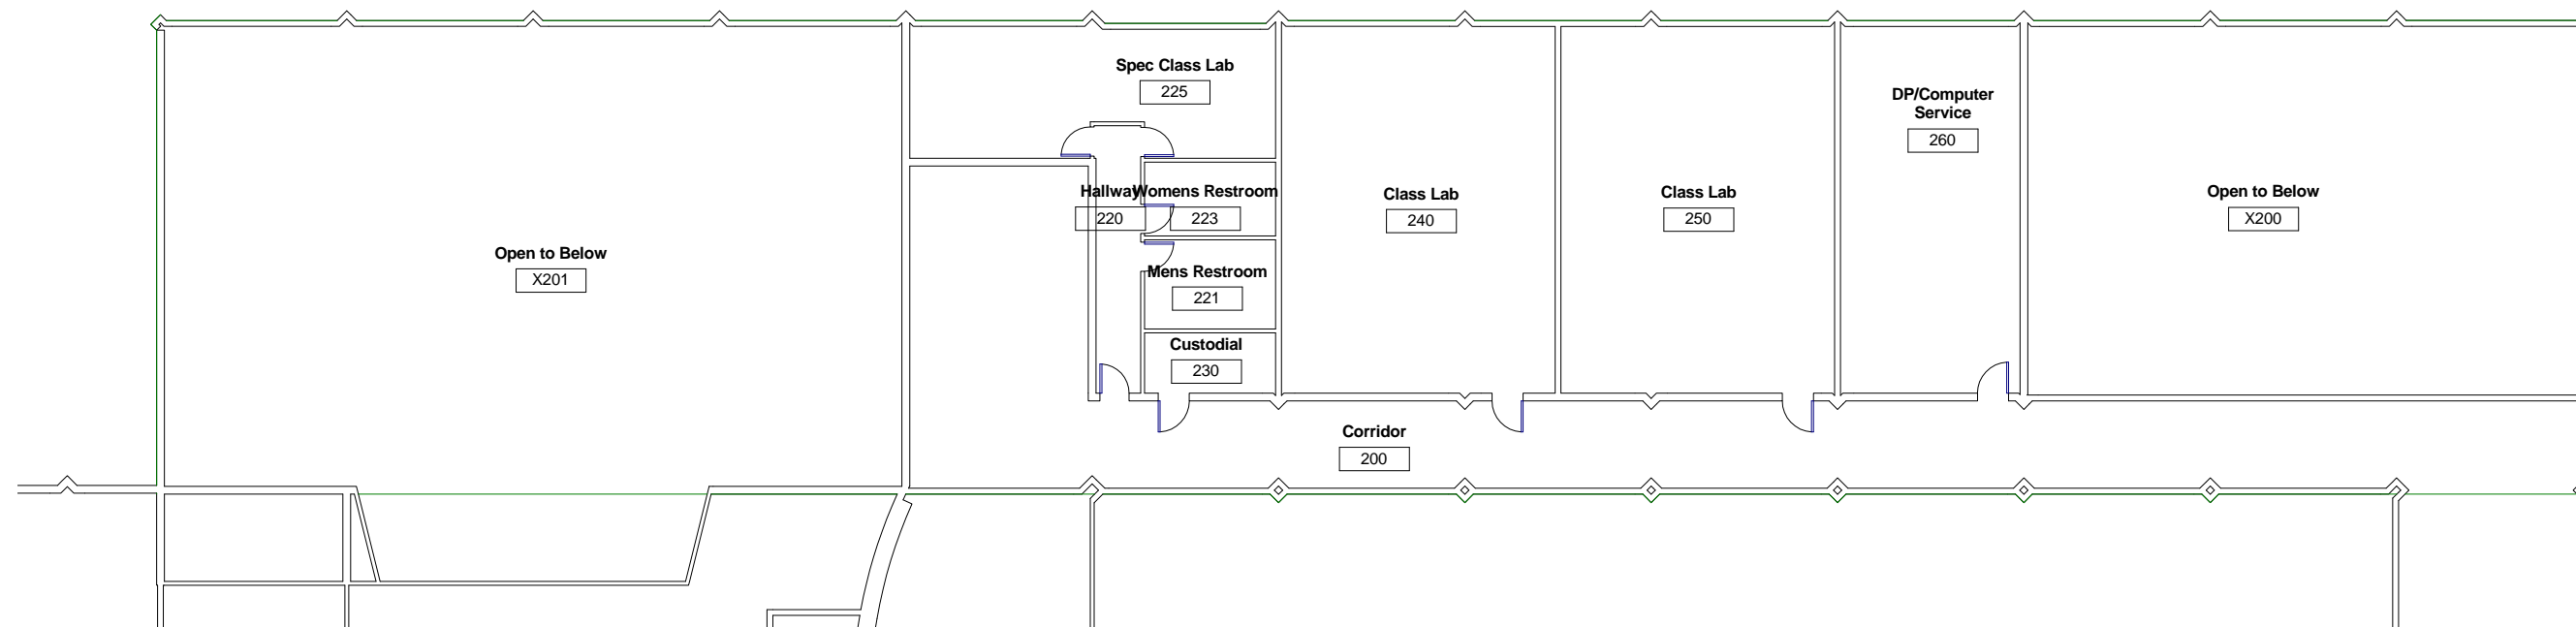 Spec Class Lab
225
DP/Computer
Service
260
Hallway
220
Womens Restroom
223
Class Lab
240
Class Lab
250
Open to Below
X200
Open to Below
X201
Mens Restroom
221
Custodial
230
Corridor
200